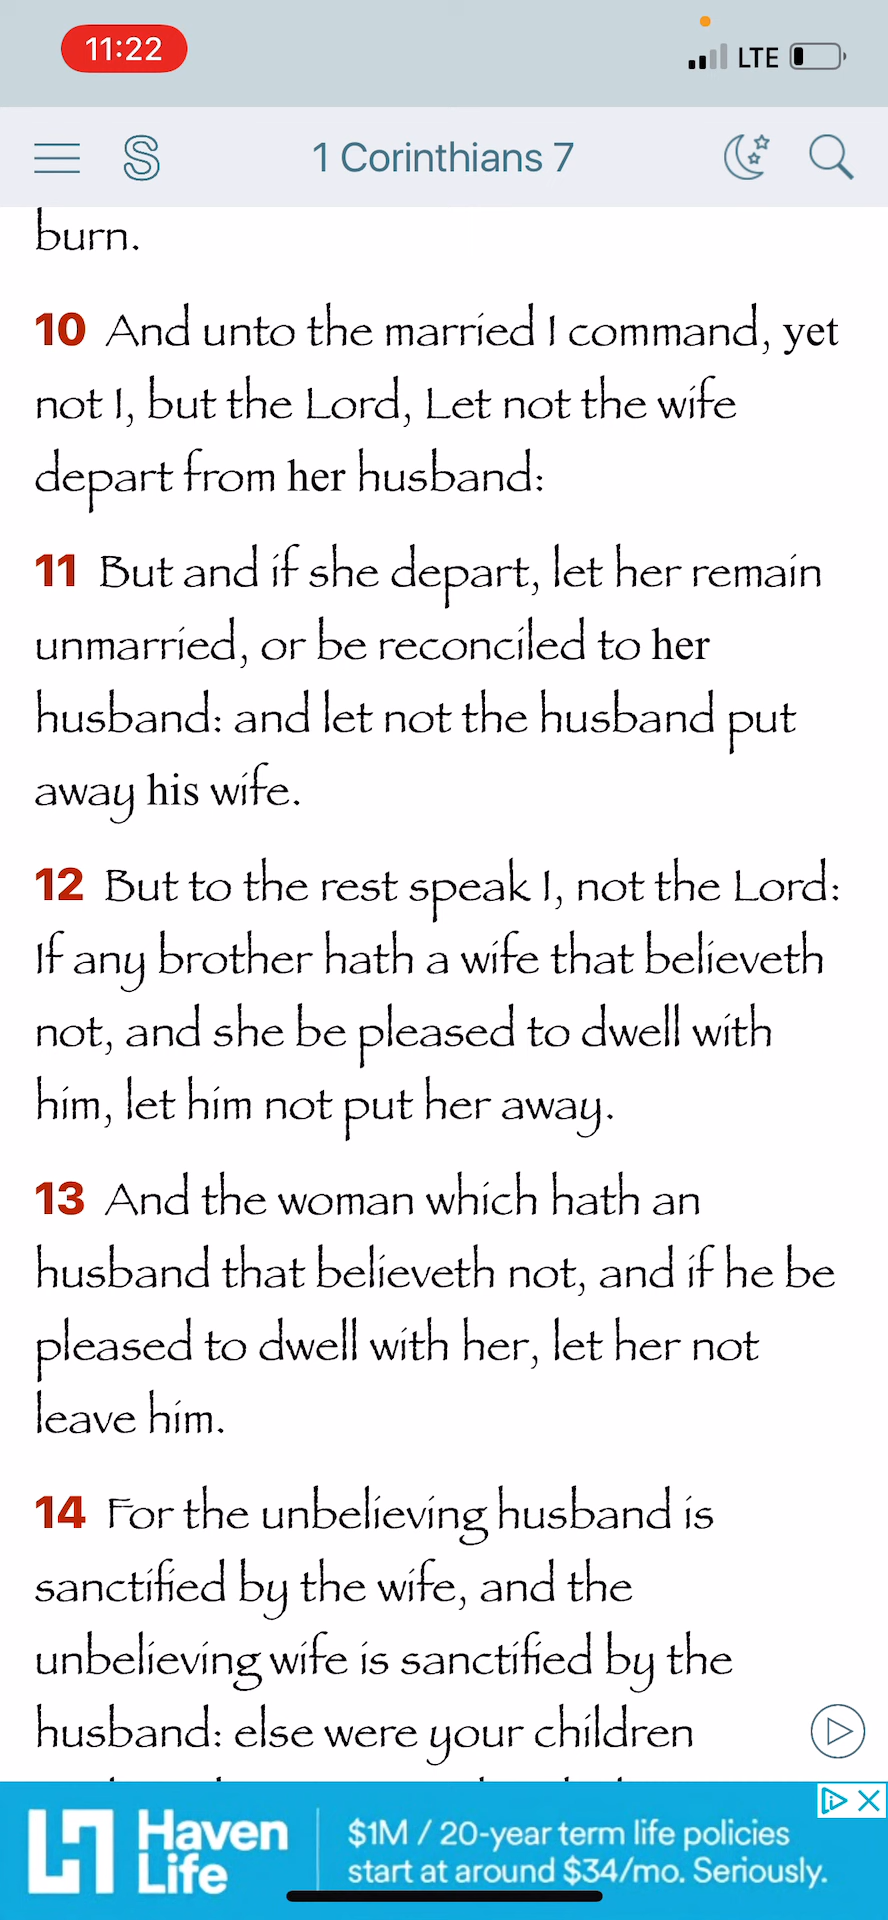 11:22
LTE
S
1 Corinthians 7
burn.
10 And unto the married I command, yet
not I, but the Lord, Let not the wife
depart from her husband:
11 But and if she depart, let her remain
unmarried, or be reconciled to her
husband: and let not the husband put
away his wife.
12 But to the rest speak I, not the Lord:
If any brother hath a wife that believeth
not, and she be pleased to dwell with
him, let him not put her away.
13 And the woman which hath an
husband that believeth not, and if he be
pleased to dwell with her, let her not
leave him.
14 For the unbelieving husband is
sanctified by the wife, and the
unbelieving wife is sanctified by the
husband: else were your children
Haven
Life
$1M / 20-year term life policies
start at around $34/mo. Seriously.